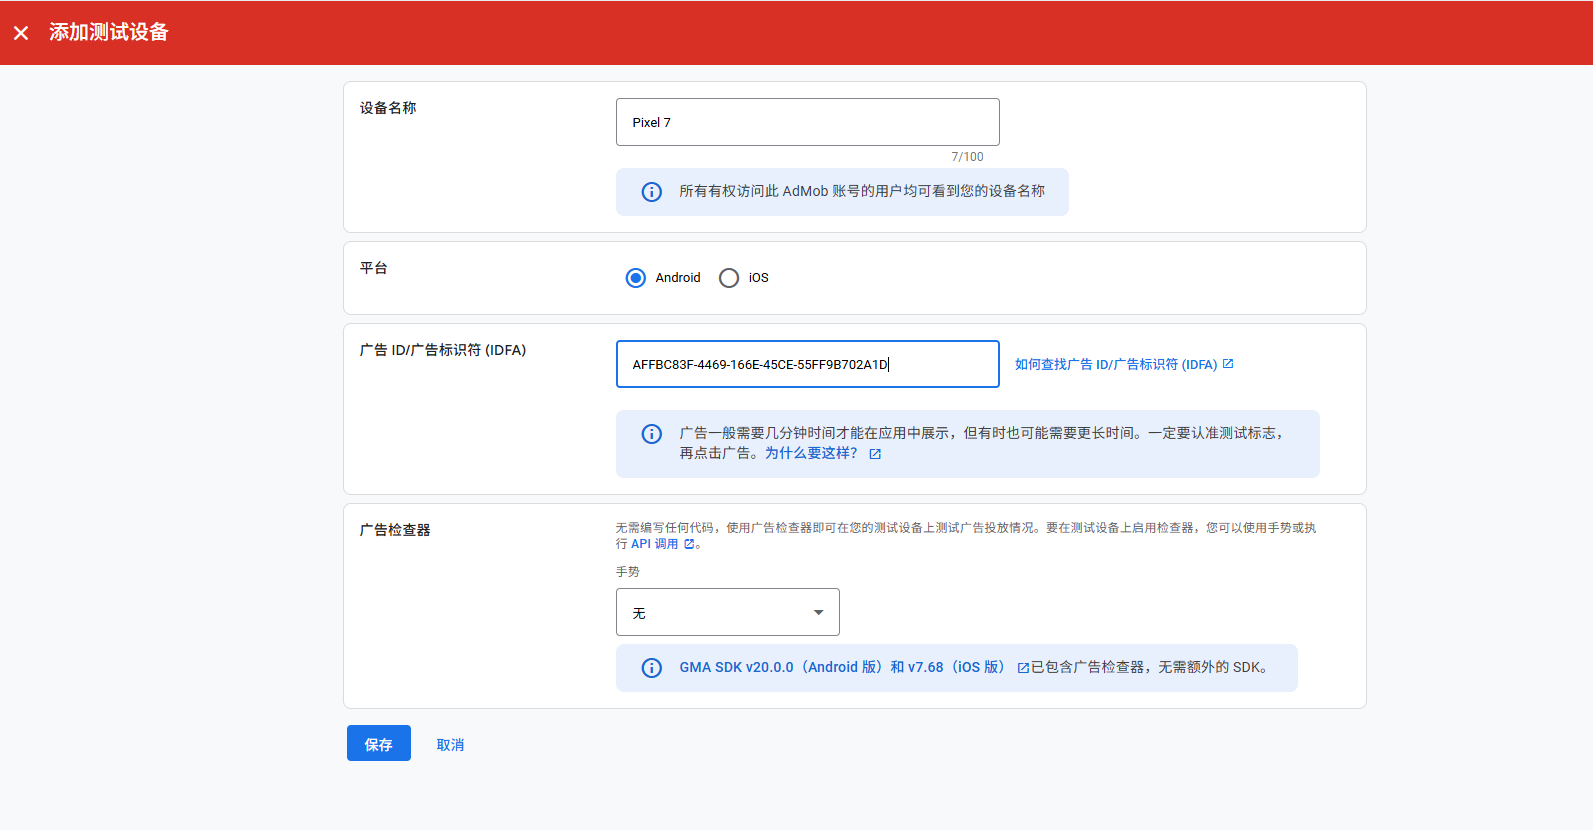 添加测试设备
设备名称
Pixel 7
7/100
所有有权访问此 AdMob 账号的用户均可看到您的设备名称
平台
Android
iOS
广告 ID/广告标识符 (IDFA)
AFFBC83F-4469-166E-45CE-55FF9B702A1D
如何查找广告 ID/广告标识符 (IDFA)
广告一般需要几分钟时间才能在应用中展示，但有时也可能需要更长时间。一定要认准测试标志，
再点击广告。为什么要这样？
广告检查器
无需编写任何代码，使用广告检查器即可在您的测试设备上测试广告投放情况。要在测试设备上启用检查器，您可以使用手势或执
行 API 调用 。
手势
无
GMA SDK v20.0.0（Android 版）和 v7.68（iOS 版） 已包含广告检查器，无需额外的 SDK。
保存
取消